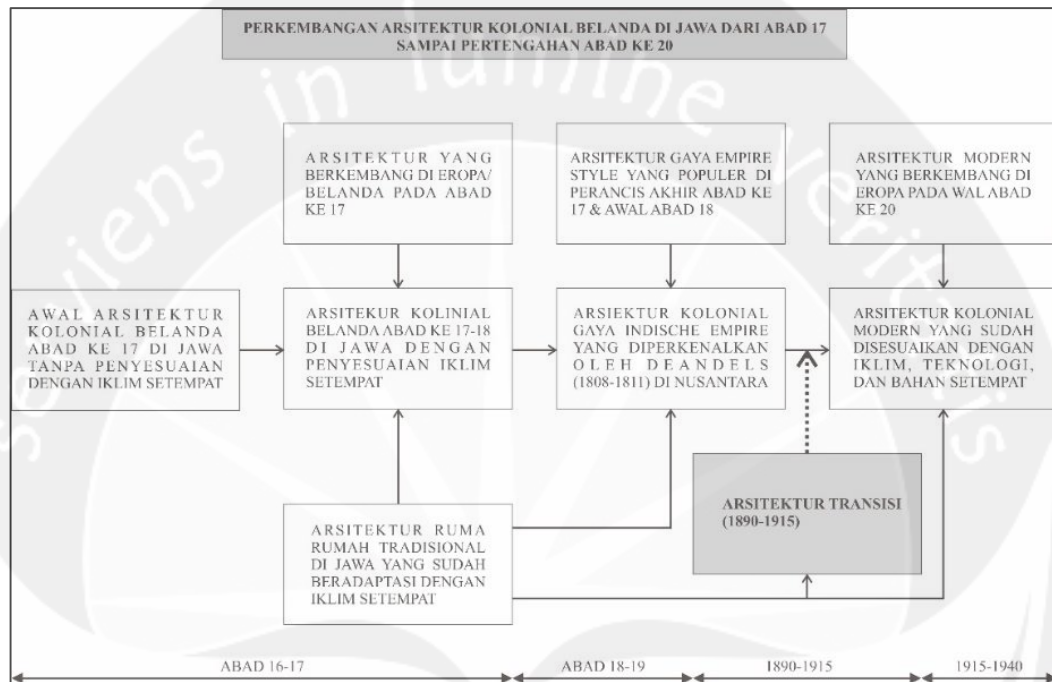 PERKEMBANGAN ARSITEKTUR KOLONIAL BELANDA DI JAWA DARI ABAD 17
SAMPAI PERTENGAHAN ABAD KE 20
ARSITEKTUR YANG
BERKEMBANG DI EROPA/
BELANDA PADA ABAD
KE 17
ARSITEKTUR GAYA EMPIRE
STYLE YANG POPULER DI
PERANCIS AKHIR ABAD KE
17 & AWAL ABAD 18
ARSITEKTUR MODERN
YANG BERKEMBANG DI
EROPA PADA WAL ABAD
KE 20
AWAL ARSITEKTUR
KOLONIAL BELANDA
ABAD KE 17 DI JAWA
TANPA PENYESUAIAN
DENGAN IKLIM SETEMPAT
ARSITEKUR KOLINIAL
BELANDA ABAD KE 17-18
DI JAWA DENGAN
PENYESUAIAN IKLIM
SETEMPAT
ARSIEKTUR KOLONIAL
GAYA INDISCHE EMPIRE
YANG DIPERKENALKAN
OLEH DEANDELS
(1808-1811) DI NUSANTARA
ARSITEKTUR KOLONIAL
MODERN YANG SUDAH
DISESUAIKAN DENGAN
IKLIM, TEKNOLOGI,
DAN BAHAN SETEMPAT
ARSITEKTUR TRANSISI
(1890-1915)
ARSITEKTUR RUMA
RUMAH TRADISIONAL
DI JAWA YANG SUDAH
BERADAPTASI DENGAN
IKLIM SETEMPAT
ABAD 16-17
ABAD 18-19
1890-1915
1915-1940
serviens in lumine veritatis